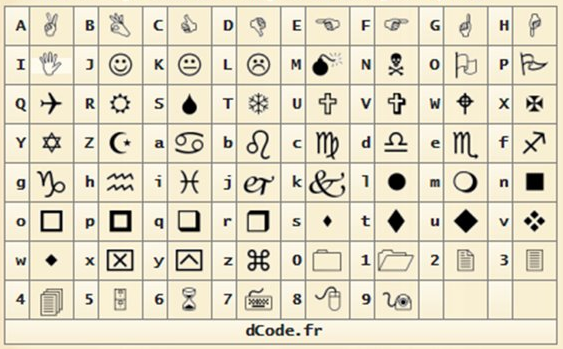 A ✌ B 👌 C 👍 D 👎 E ☜ F ☞ G ☝ H ☟
I 🖐 J ☺ K 😐 L ☹ M 💣 N ☠ O 🏳 P 🏱
Q ✈ R ☼ S 💧 T ❄ U 🕆 V ✞ W 🕈 X ✠
Y ✡ Z ☪ a ♋ b ♌ c ♍ d ♎ e ♏ f ♐
g ♑ h ♒ i ♓ j 🙰 k 🙵 l ● m ❍ n ■
o □ p 🞐 q ❑ r ❒ s ⬧ t ⧫ u ◆ v ❖
w ⬥ x ⌧ y ⍓ z ⌘ 0 📁 1 📂 2 📄 3 🗏
4 🗐 5 🗄 6 ⌛ 7 🖮 8 🖰 9 🖲
dCode.fr